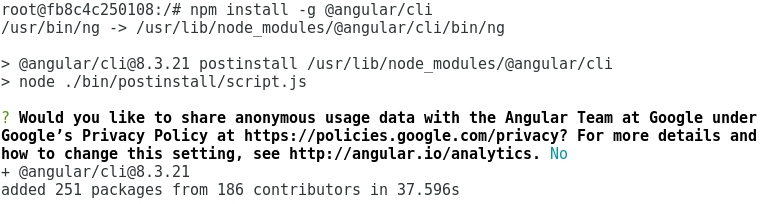 root@fb8c4c250108:/# npm install -g @angular/cli
/usr/bin/ng -> /usr/lib/node_modules/@angular/cli/bin/ng
> @angular/cli@8.3.21 postinstall /usr/lib/node_modules/@angular/cli
> node ./bin/postinstall/script.js
? Would you like to share anonymous usage data with the Angular Team at Google under
Google’s Privacy Policy at https://policies.google.com/privacy? For more details and
how to change this setting, see http://angular.io/analytics. No
+ @angular/cli@8.3.21
added 251 packages from 186 contributors in 37.596s